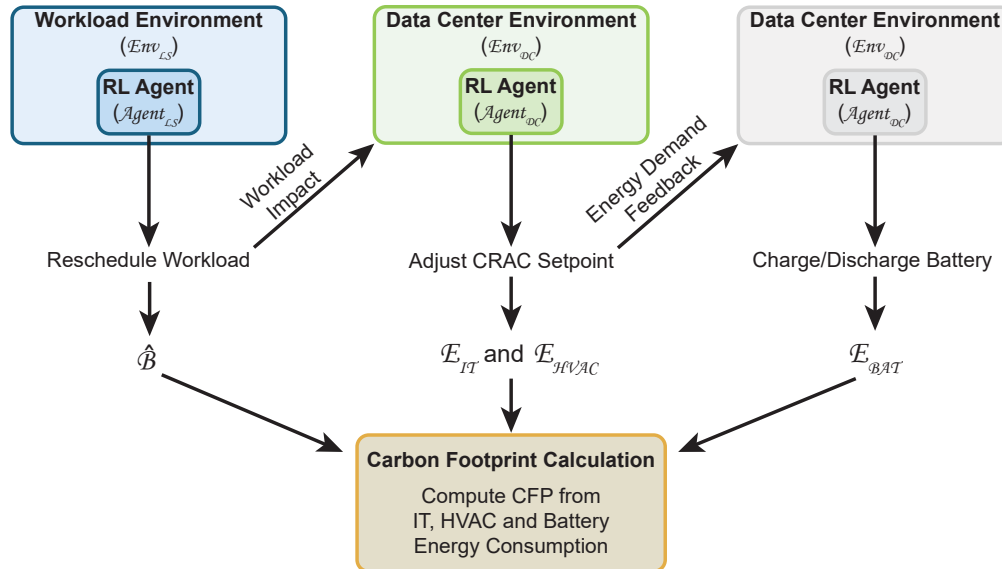 Workload Environment
(Env_LS)
RL Agent
(Agent_LS)
Data Center Environment
(Env_DC)
RL Agent
(Agent_DC)
Data Center Environment
(Env_DC)
RL Agent
(Agent_DC)
Workload
Impact
Energy Demand
Feedback
Reschedule Workload
Adjust CRAC Setpoint
Charge/Discharge Battery
B̂
E_IT and E_HVAC
E_BAT
Carbon Footprint Calculation
Compute CFP from
IT, HVAC and Battery
Energy Consumption